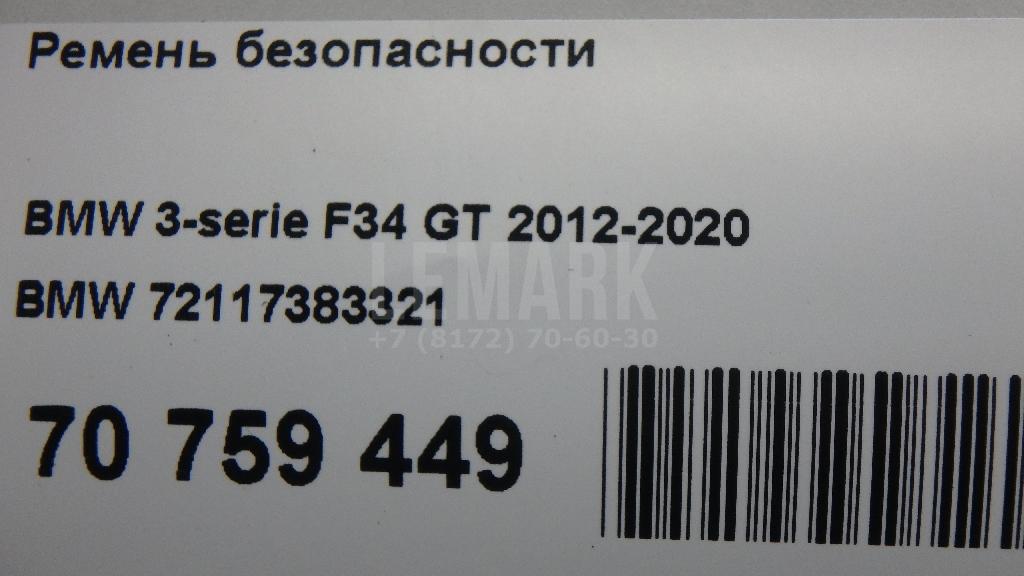 Ремень безопасности
BMW 3-serie F34 GT 2012-2020
BMW 72117383321
LEMARK
+7 (8172) 70-60-30
70 759 449